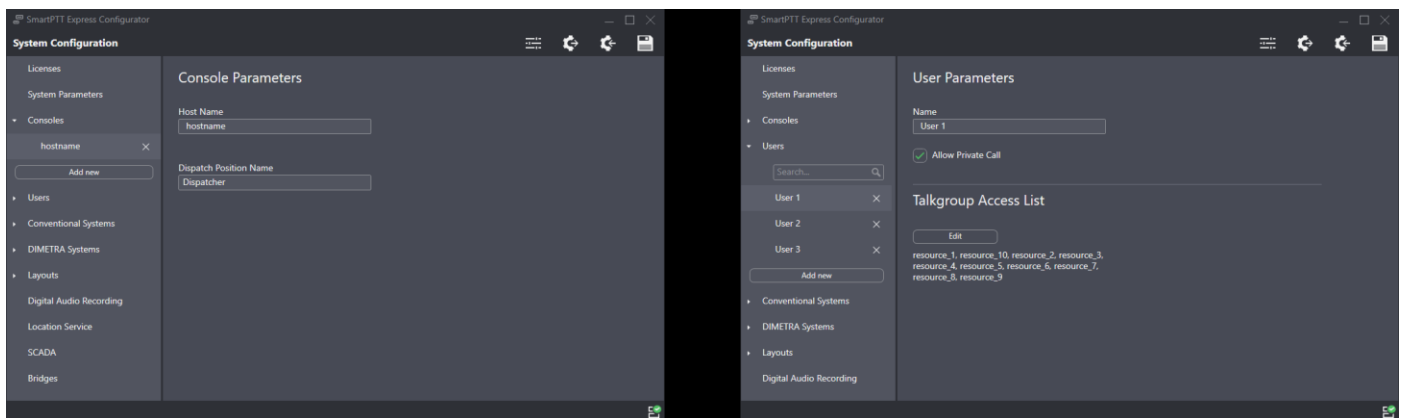 SmartPTT Express Configurator
System Configuration
Licenses
System Parameters
Consoles
hostname
Add new
Users
Conventional Systems
DIMETRA Systems
Layouts
Digital Audio Recording
Location Service
SCADA
Bridges
Console Parameters
Host Name
hostname
Dispatch Position Name
Dispatcher
SmartPTT Express Configurator
System Configuration
Licenses
System Parameters
Consoles
Users
Search...
User 1
User 2
User 3
Add new
Conventional Systems
DIMETRA Systems
Layouts
Digital Audio Recording
User Parameters
Name
User 1
Allow Private Call
Talkgroup Access List
Edit
resource_1, resource_10, resource_2, resource_3,
resource_4, resource_5, resource_6, resource_7,
resource_8, resource_9